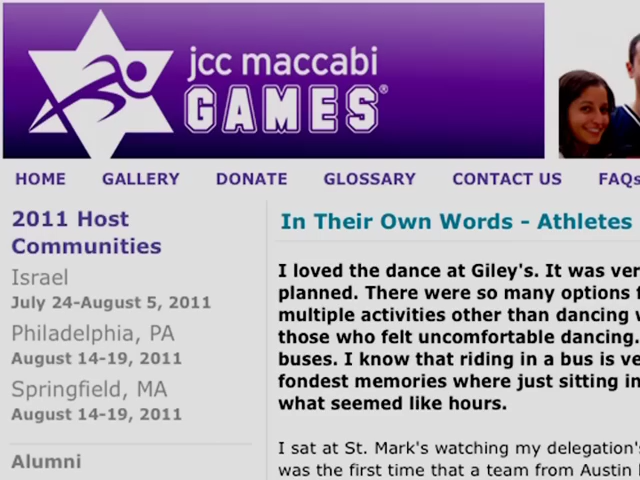 jcc maccabi
GAMES®
HOME GALLERY DONATE GLOSSARY CONTACT US FAQs
2011 Host
Communities
Israel
July 24-August 5, 2011
Philadelphia, PA
August 14-19, 2011
Springfield, MA
August 14-19, 2011
Alumni
In Their Own Words - Athletes
I loved the dance at Giley's. It was ver
planned. There were so many options f
multiple activities other than dancing w
those who felt uncomfortable dancing.
buses. I know that riding in a bus is ve
fondest memories where just sitting in
what seemed like hours.
I sat at St. Mark's watching my delegation's
was the first time that a team from Austin